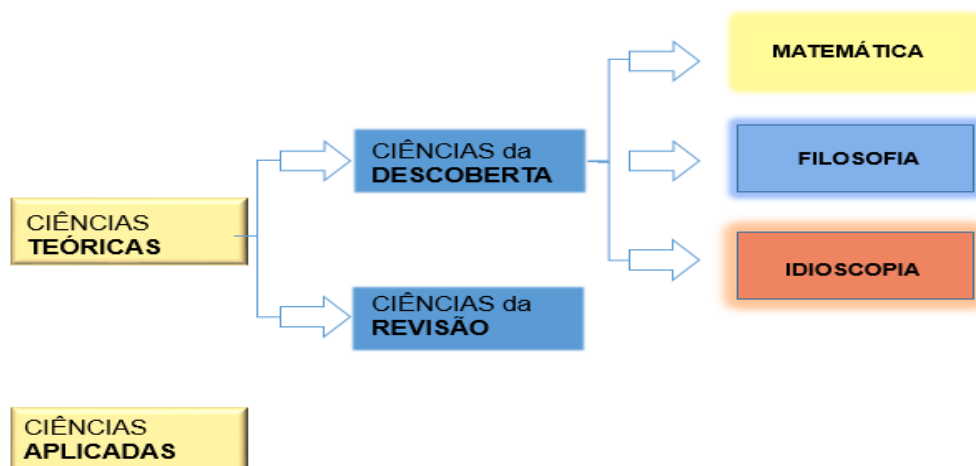 MATEMÁTICA
CIÊNCIAS da
DESCOBERTA
FILOSOFIA
CIÊNCIAS
TEÓRICAS
IDIOSCOPIA
CIÊNCIAS da
REVISÃO
CIÊNCIAS
APLICADAS